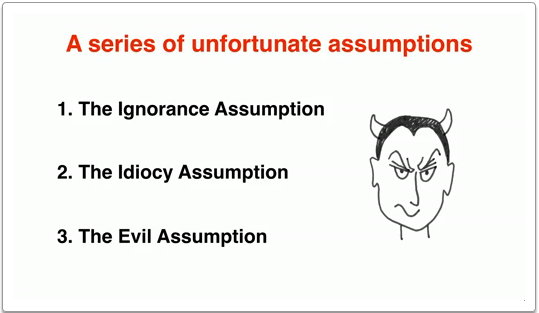 A series of unfortunate assumptions
1. The Ignorance Assumption
2. The Idiocy Assumption
3. The Evil Assumption